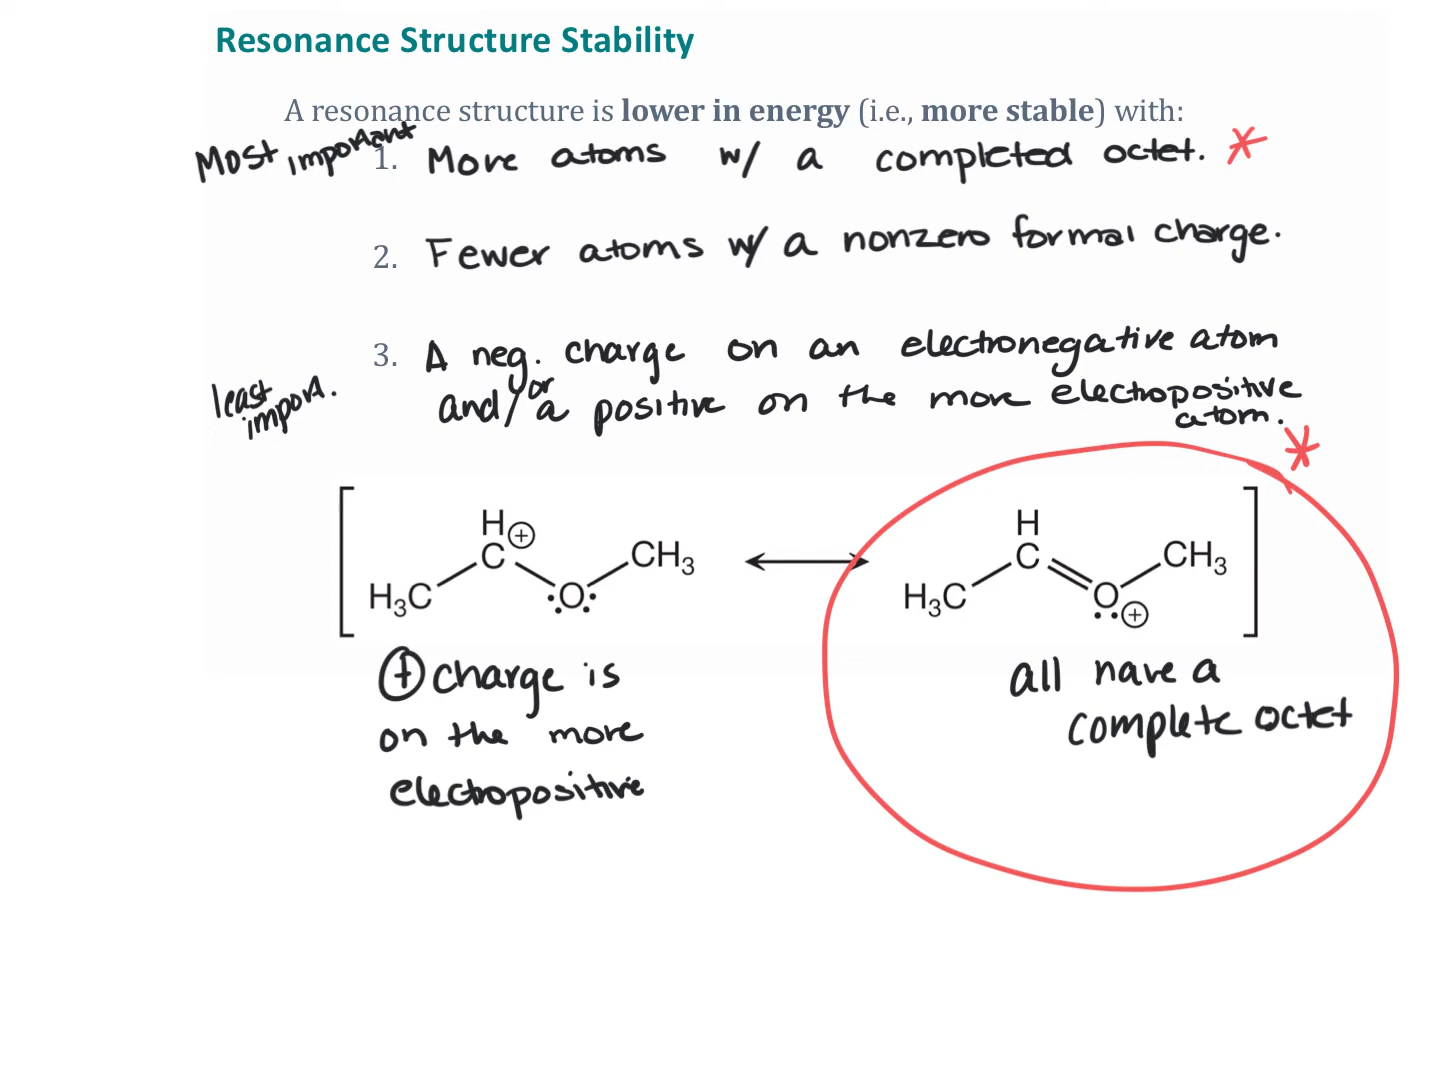 Resonance Structure Stability
A resonance structure is lower in energy (i.e., more stable) with:
Most important
1. More atoms w/ a completed octet. *
2. Fewer atoms w/ a nonzero formal charge.
3. A neg. charge on an electronegative atom
and/or a positive on the more electropositive
atom.
least
import.
*
H ⊕
C CH3
H3C :O:
H
C CH3
H3C O
⊕
⊕ charge is
on the more
electropositive
all have a
complete octet